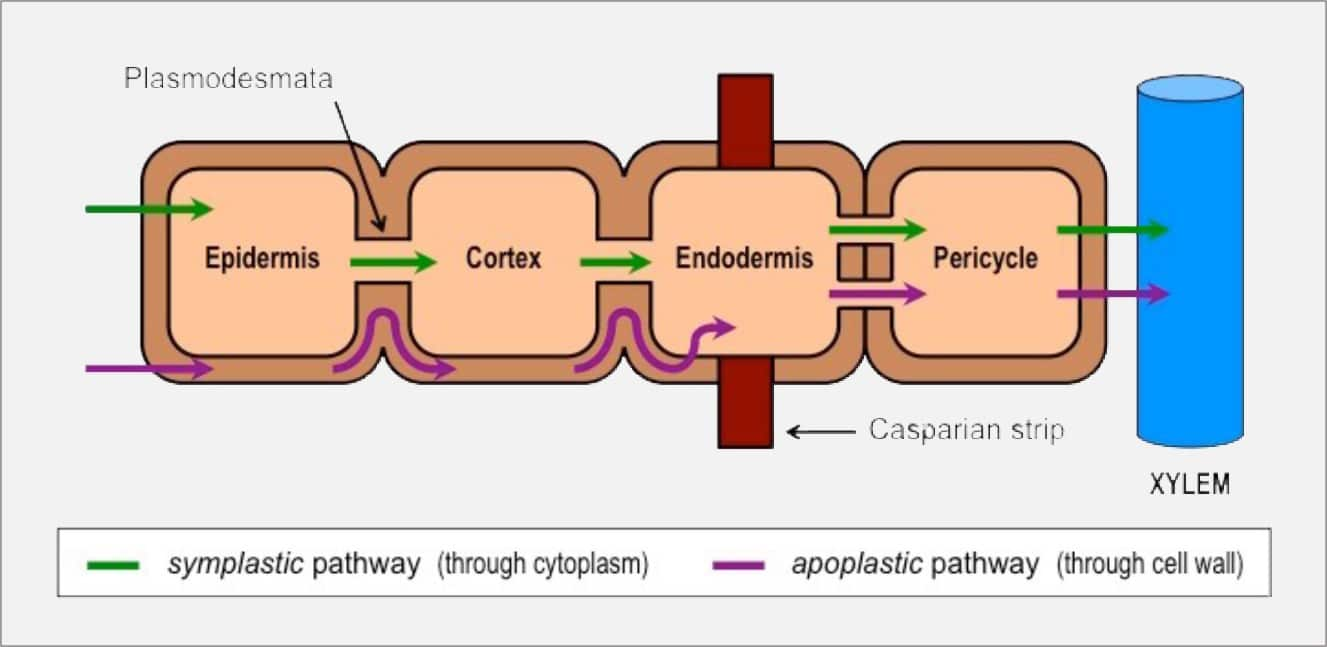 Plasmodesmata
Epidermis
Cortex
Endodermis
Pericycle
Casparian strip
XYLEM
symplastic pathway (through cytoplasm)
apoplastic pathway (through cell wall)